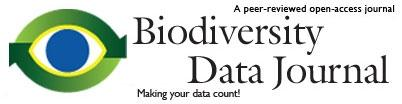 A peer-reviewed open-access journal
Biodiversity
Data Journal
Making your data count!